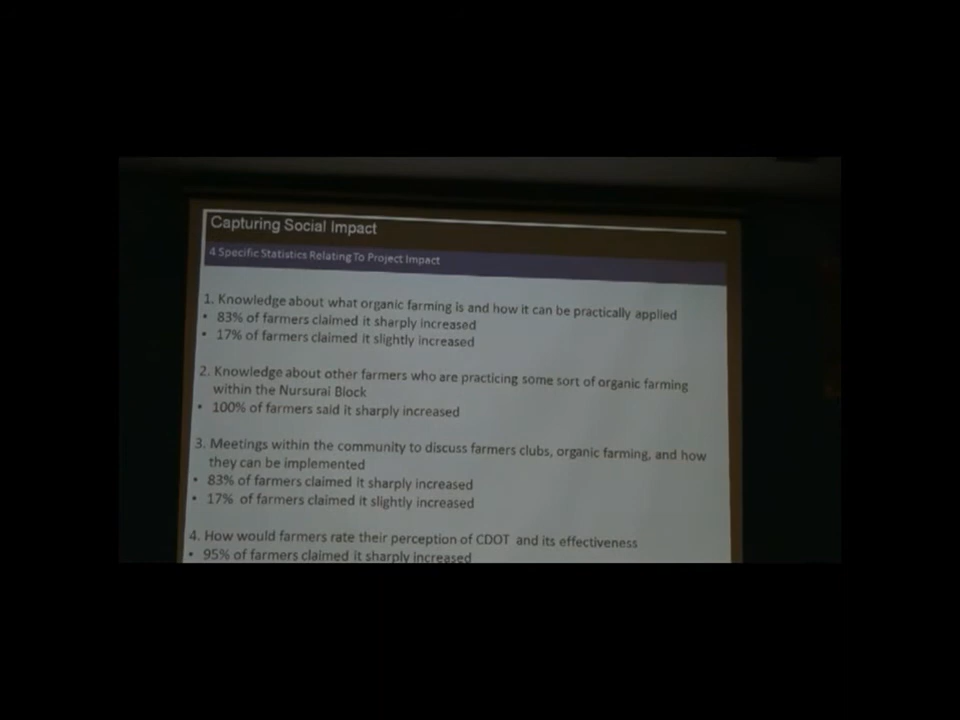 Capturing Social Impact
4 Specific Statistics Relating To Project Impact
1. Knowledge about what organic farming is and how it can be practically applied
• 83% of farmers claimed it sharply increased
• 17% of farmers claimed it slightly increased
2. Knowledge about other farmers who are practicing some sort of organic farming
within the Nursurai Block
• 100% of farmers said it sharply increased
3. Meetings within the community to discuss farmers clubs, organic farming, and how
they can be implemented
• 83% of farmers claimed it sharply increased
• 17% of farmers claimed it slightly increased
4. How would farmers rate their perception of CDOT and its effectiveness
• 95% of farmers claimed it sharply increased